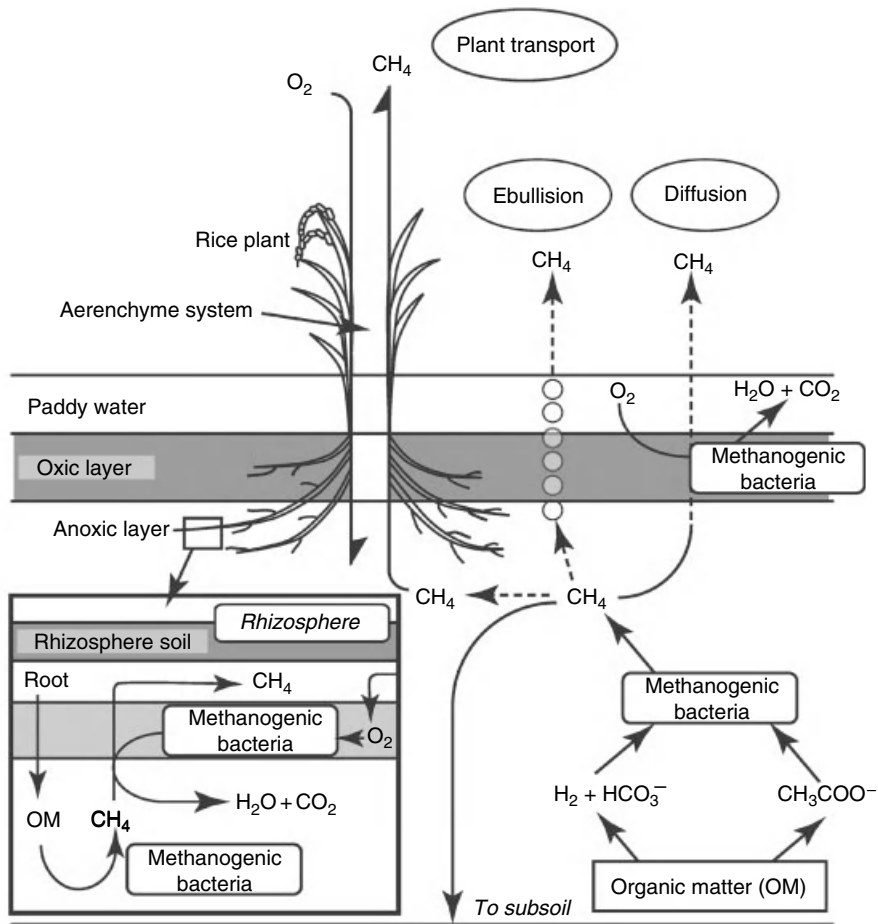 Plant transport
CH₄
O₂
Ebullision
Diffusion
Rice plant
CH₄
CH₄
Aerenchyme system
Paddy water
O₂
H₂O + CO₂
Oxic layer
Methanogenic
bacteria
Anoxic layer
CH₄
CH₄
Rhizosphere
Rhizosphere soil
Root
CH₄
Methanogenic
bacteria
O₂
Methanogenic
bacteria
H₂O + CO₂
OM
CH₄
Methanogenic
bacteria
H₂ + HCO₃⁻
CH₃COO⁻
Organic matter (OM)
To subsoil